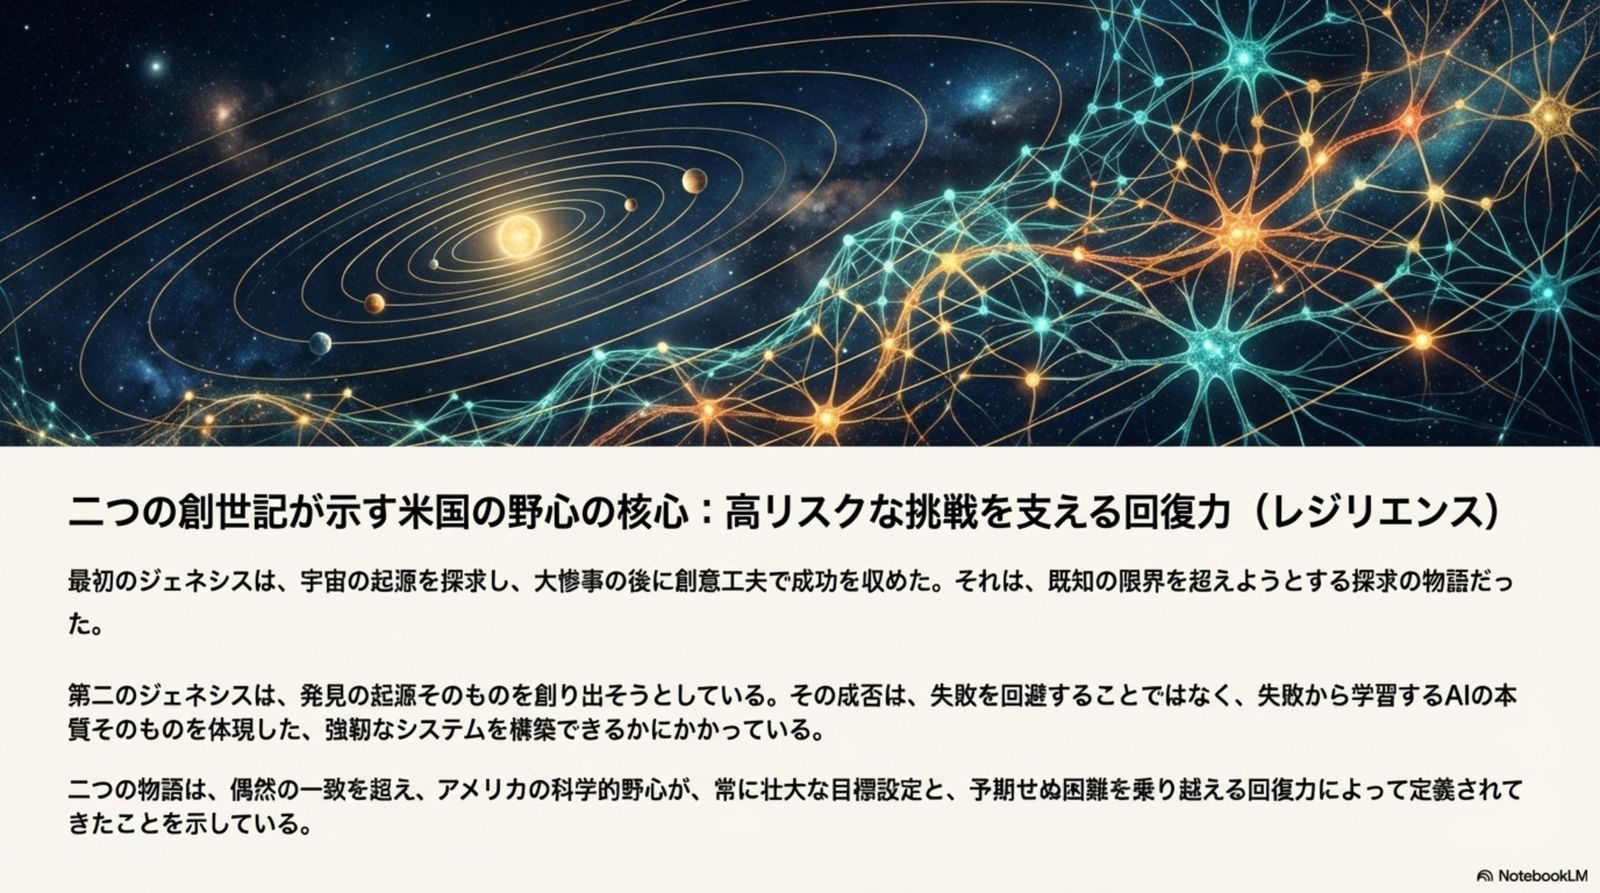 二つの創世記が示す米国の野心の核心：高リスクな挑戦を支える回復力（レジリエンス）
最初のジェネシスは、宇宙の起源を探求し、大惨事の後に創意工夫で成功を収めた。それは、既知の限界を超えようとする探求の物語だっ
た。
第二のジェネシスは、発見の起源そのものを創り出そうとしている。その成否は、失敗を回避することではなく、失敗から学習するAIの本
質そのものを体現した、強靭なシステムを構築できるかにかかっている。
二つの物語は、偶然の一致を超え、アメリカの科学的野心が、常に壮大な目標設定と、予期せぬ困難を乗り越える回復力によって定義されて
きたことを示している。
NotebookLM